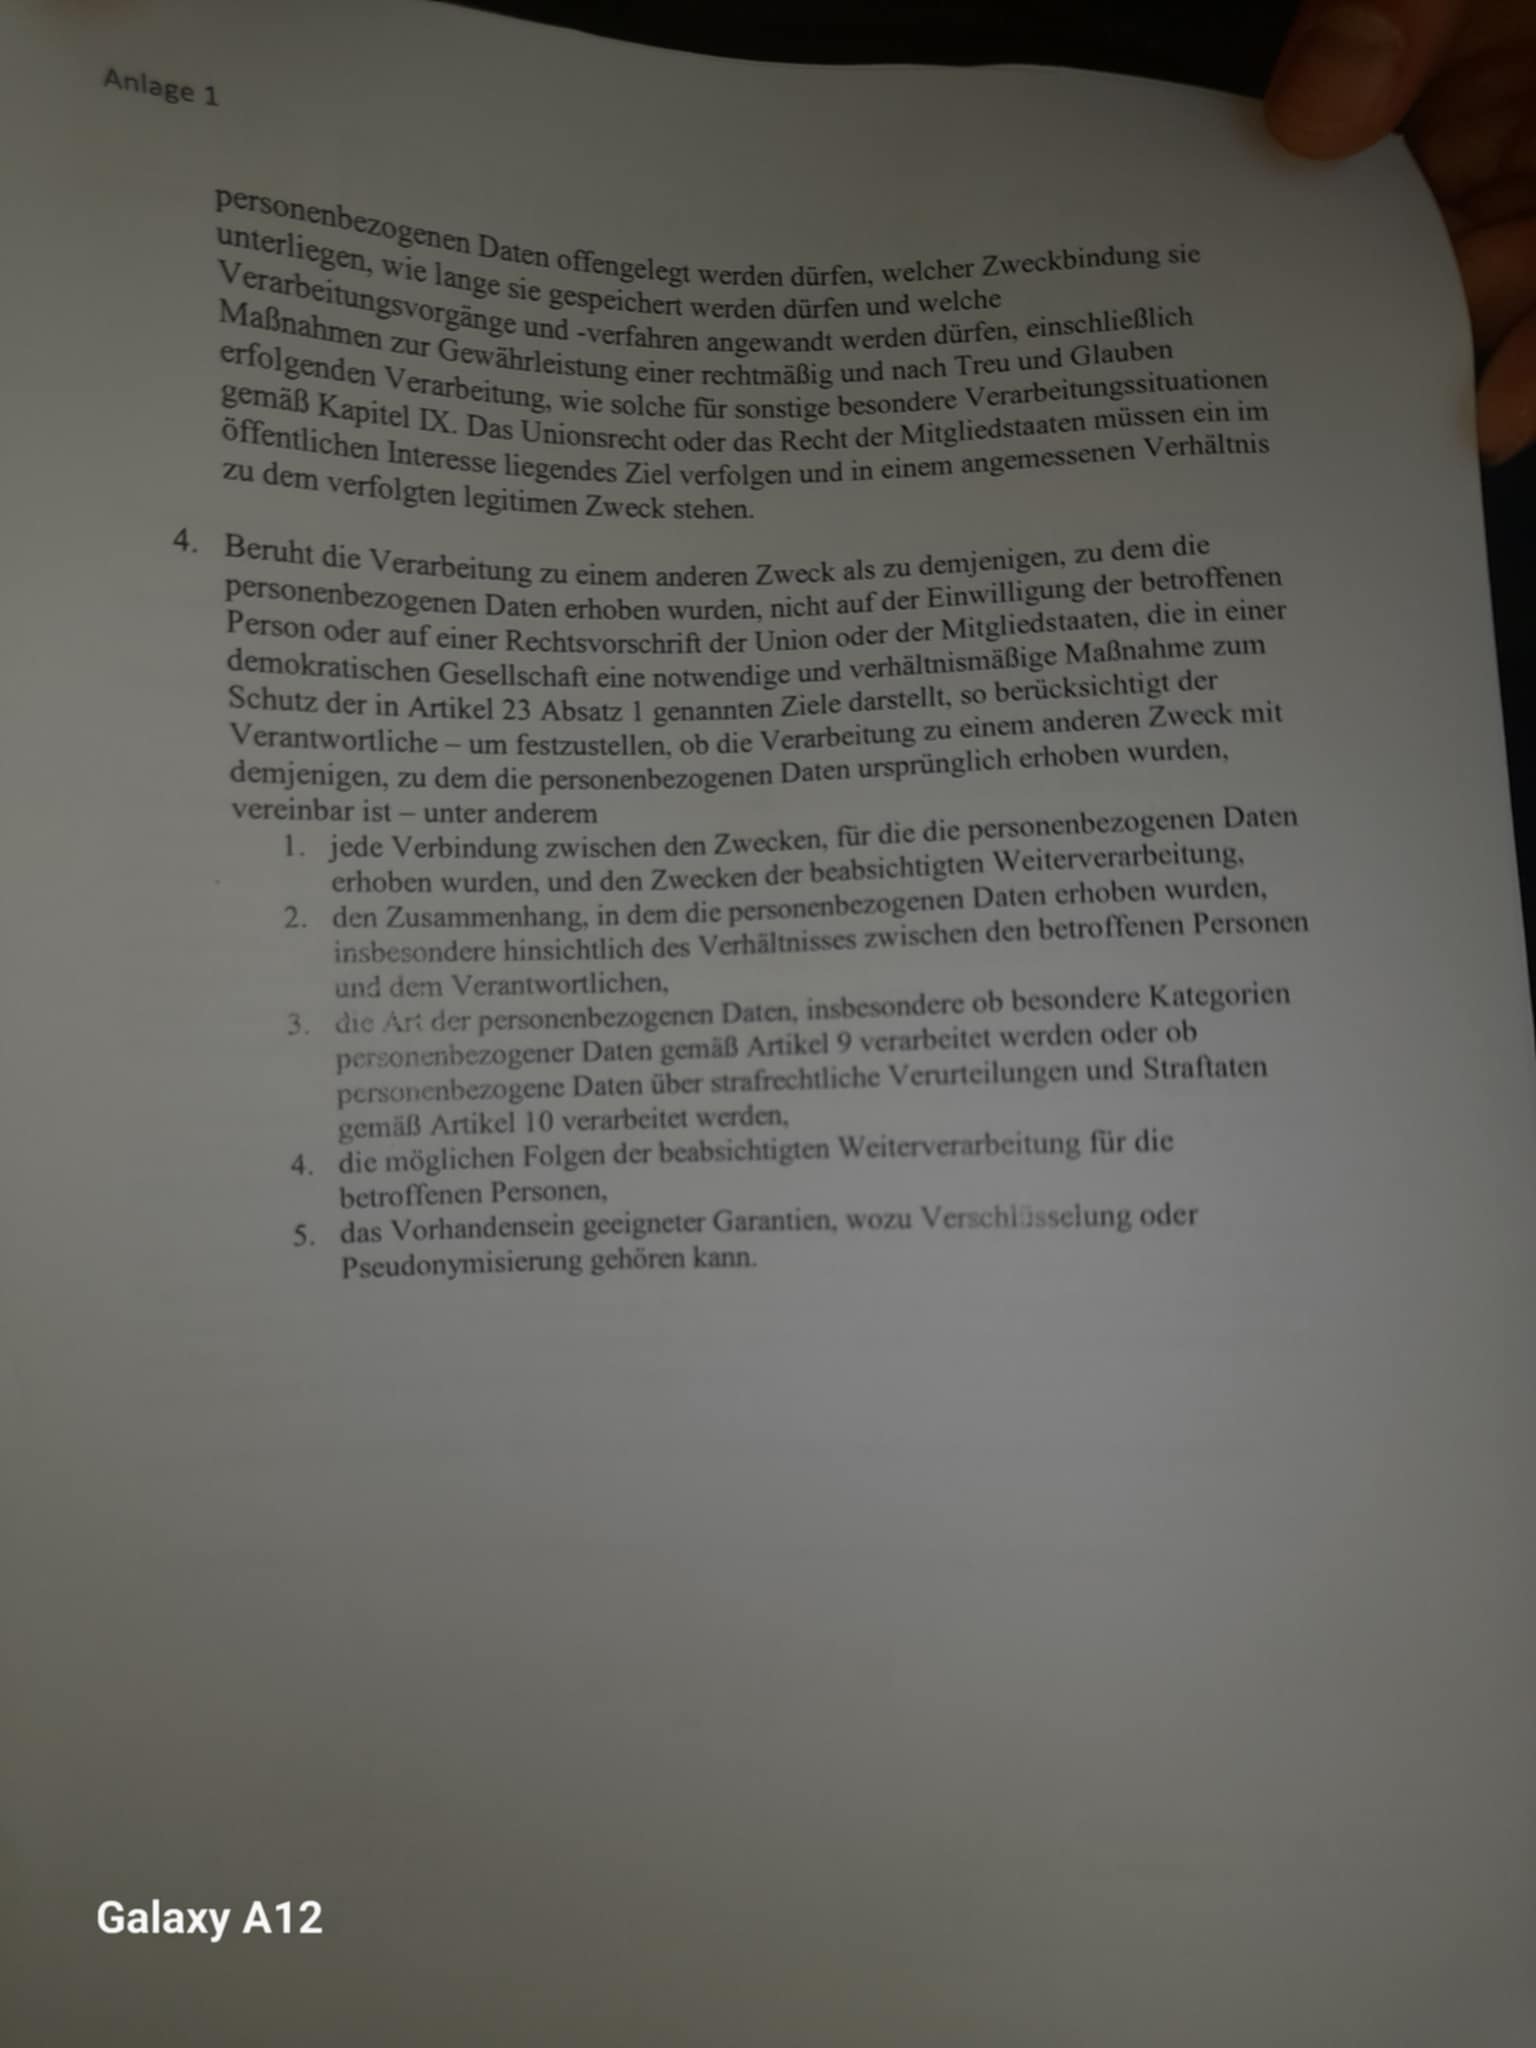 Anlage 1
personenbezogenen Daten offengelegt werden dürfen, welcher Zweckbindung sie
unterliegen, wie lange sie gespeichert werden dürfen und welche
Verarbeitungsvorgänge und -verfahren angewandt werden dürfen, einschließlich
Maßnahmen zur Gewährleistung einer rechtmäßig und nach Treu und Glauben
erfolgenden Verarbeitung, wie solche für sonstige besondere Verarbeitungssituationen
gemäß Kapitel IX. Das Unionsrecht oder das Recht der Mitgliedstaaten müssen ein im
öffentlichen Interesse liegendes Ziel verfolgen und in einem angemessenen Verhältnis
zu dem verfolgten legitimen Zweck stehen.
4. Beruht die Verarbeitung zu einem anderen Zweck als zu demjenigen, zu dem die
personenbezogenen Daten erhoben wurden, nicht auf der Einwilligung der betroffenen
Person oder auf einer Rechtsvorschrift der Union oder der Mitgliedstaaten, die in einer
demokratischen Gesellschaft eine notwendige und verhältnismäßige Maßnahme zum
Schutz der in Artikel 23 Absatz 1 genannten Ziele darstellt, so berücksichtigt der
Verantwortliche – um festzustellen, ob die Verarbeitung zu einem anderen Zweck mit
demjenigen, zu dem die personenbezogenen Daten ursprünglich erhoben wurden,
vereinbar ist – unter anderem
1. jede Verbindung zwischen den Zwecken, für die die personenbezogenen Daten
erhoben wurden, und den Zwecken der beabsichtigten Weiterverarbeitung,
2. den Zusammenhang, in dem die personenbezogenen Daten erhoben wurden,
insbesondere hinsichtlich des Verhältnisses zwischen den betroffenen Personen
und dem Verantwortlichen,
3. die Art der personenbezogenen Daten, insbesondere ob besondere Kategorien
personenbezogener Daten gemäß Artikel 9 verarbeitet werden oder ob
personenbezogene Daten über strafrechtliche Verurteilungen und Straftaten
gemäß Artikel 10 verarbeitet werden,
4. die möglichen Folgen der beabsichtigten Weiterverarbeitung für die
betroffenen Personen,
5. das Vorhandensein geeigneter Garantien, wozu Verschlüsselung oder
Pseudonymisierung gehören kann.
Galaxy A12